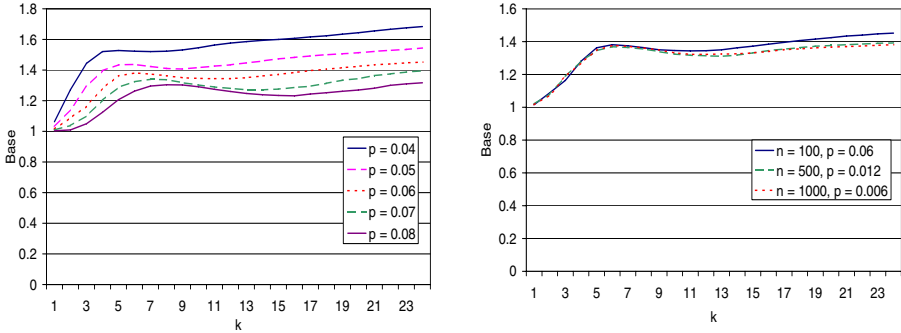 1.8
1.6
1.4
1.2
1
0.8
0.6
0.4
0.2
0
Base
1 3 5 7 9 11 13 15 17 19 21 23
k
p = 0.04
p = 0.05
p = 0.06
p = 0.07
p = 0.08
1.6
1.4
1.2
1
0.8
0.6
0.4
0.2
0
Base
1 3 5 7 9 11 13 15 17 19 21 23
k
n = 100, p = 0.06
n = 500, p = 0.012
n = 1000, p = 0.006